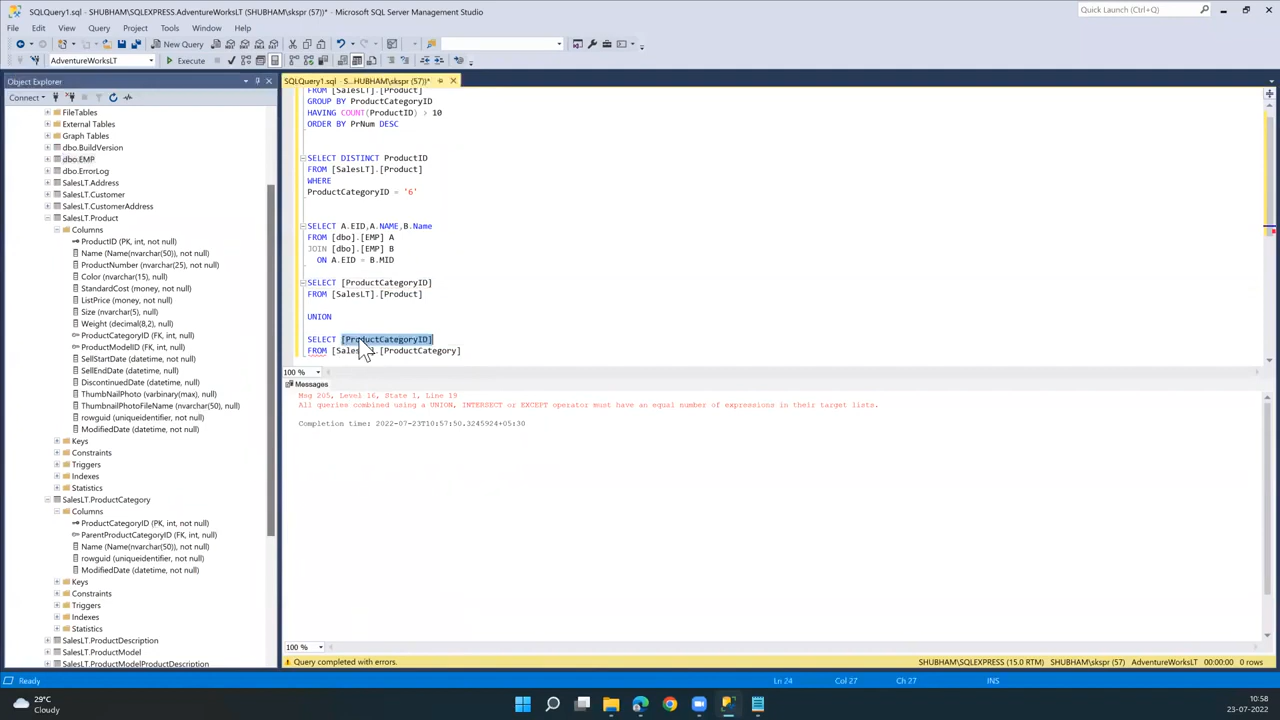 SQLQuery1.sql - SHUBHAM\SQLEXPRESS.AdventureWorksLT (SHUBHAM\skspr (57))* - Microsoft SQL Server Management Studio
Quick Launch (Ctrl+Q)
File Edit View Query Project Tools Window Help
New Query
AdventureWorksLT
Execute
Object Explorer
SQLQuery1.sql - S...HUBHAM\skspr (57))*
Connect
FileTables
External Tables
Graph Tables
dbo.BuildVersion
dbo.EMP
dbo.ErrorLog
SalesLT.Address
SalesLT.Customer
SalesLT.CustomerAddress
SalesLT.Product
Columns
ProductID (PK, int, not null)
Name (Name(nvarchar(50)), not null)
ProductNumber (nvarchar(25), not null)
Color (nvarchar(15), null)
StandardCost (money, not null)
ListPrice (money, not null)
Size (nvarchar(5), null)
Weight (decimal(8,2), null)
ProductCategoryID (FK, int, null)
ProductModelID (FK, int, null)
SellStartDate (datetime, not null)
SellEndDate (datetime, null)
DiscontinuedDate (datetime, null)
ThumbNailPhoto (varbinary(max), null)
ThumbnailPhotoFileName (nvarchar(50), null)
rowguid (uniqueidentifier, not null)
ModifiedDate (datetime, not null)
Keys
Constraints
Triggers
Indexes
Statistics
SalesLT.ProductCategory
Columns
ProductCategoryID (PK, int, not null)
ParentProductCategoryID (FK, int, null)
Name (Name(nvarchar(50)), not null)
rowguid (uniqueidentifier, not null)
ModifiedDate (datetime, not null)
Keys
Constraints
Triggers
Indexes
Statistics
SalesLT.ProductDescription
SalesLT.ProductModel
SalesLT.ProductModelProductDescription
FROM [SalesLT].[Product]
GROUP BY ProductCategoryID
HAVING COUNT(ProductID) > 10
ORDER BY PrNum DESC
SELECT DISTINCT ProductID
FROM [SalesLT].[Product]
WHERE
ProductCategoryID = '6'
SELECT A.EID,A.NAME,B.Name
FROM [dbo].[EMP] A
JOIN [dbo].[EMP] B
ON A.EID = B.MID
SELECT [ProductCategoryID]
FROM [SalesLT].[Product]
UNION
SELECT [ProductCategoryID]
FROM [Sales ].[ProductCategory]
100 %
Messages
Msg 205, Level 16, State 1, Line 19
All queries combined using a UNION, INTERSECT or EXCEPT operator must have an equal number of expressions in their target lists.
Completion time: 2022-07-23T10:57:50.3245924+05:30
100 %
Query completed with errors.
SHUBHAM\SQLEXPRESS (15.0 RTM) SHUBHAM\skspr (57) AdventureWorksLT 00:00:00 0 rows
Ready
Ln 24 Col 27 Ch 27 INS
29°C
Cloudy
10:58
23-07-2022